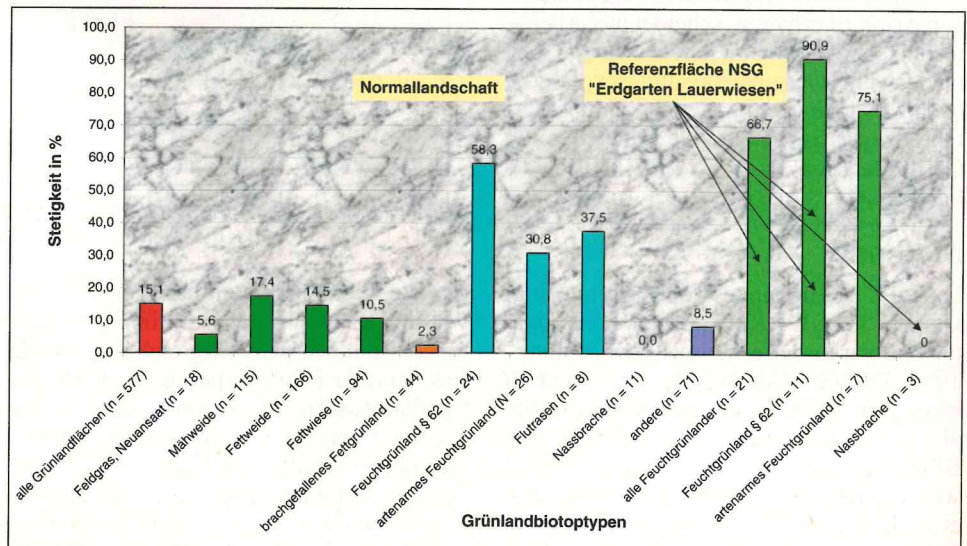 100,0
90,0
80,0
70,0
60,0
50,0
40,0
30,0
20,0
10,0
0,0
Stetigkeit in %
Normallandschaft
Referenzfläche NSG
"Erdgarten Lauerwiesen"
15,1
5,6
17,4
14,5
10,5
2,3
58,3
30,8
37,5
0,0
8,5
66,7
90,9
75,1
0
alle Grünlandflächen (n = 577)
Feldgras, Neuansaat (n = 18)
Mähweide (n = 115)
Fettweide (n = 166)
Fettwiese (n = 94)
brachgefallenes Fettgrünland (n = 44)
Feuchtgrünland § 62 (n = 24)
artenarmes Feuchtgrünland (N = 26)
Flutrasen (n = 8)
Nassbrache (n = 11)
andere (n = 71)
alle Feuchtgrünländer (n = 21)
Feuchtgrünland § 62 (n = 11)
artenarmes Feuchtgrünland (n = 7)
Nassbrache (n = 3)
Grünlandbiotoptypen